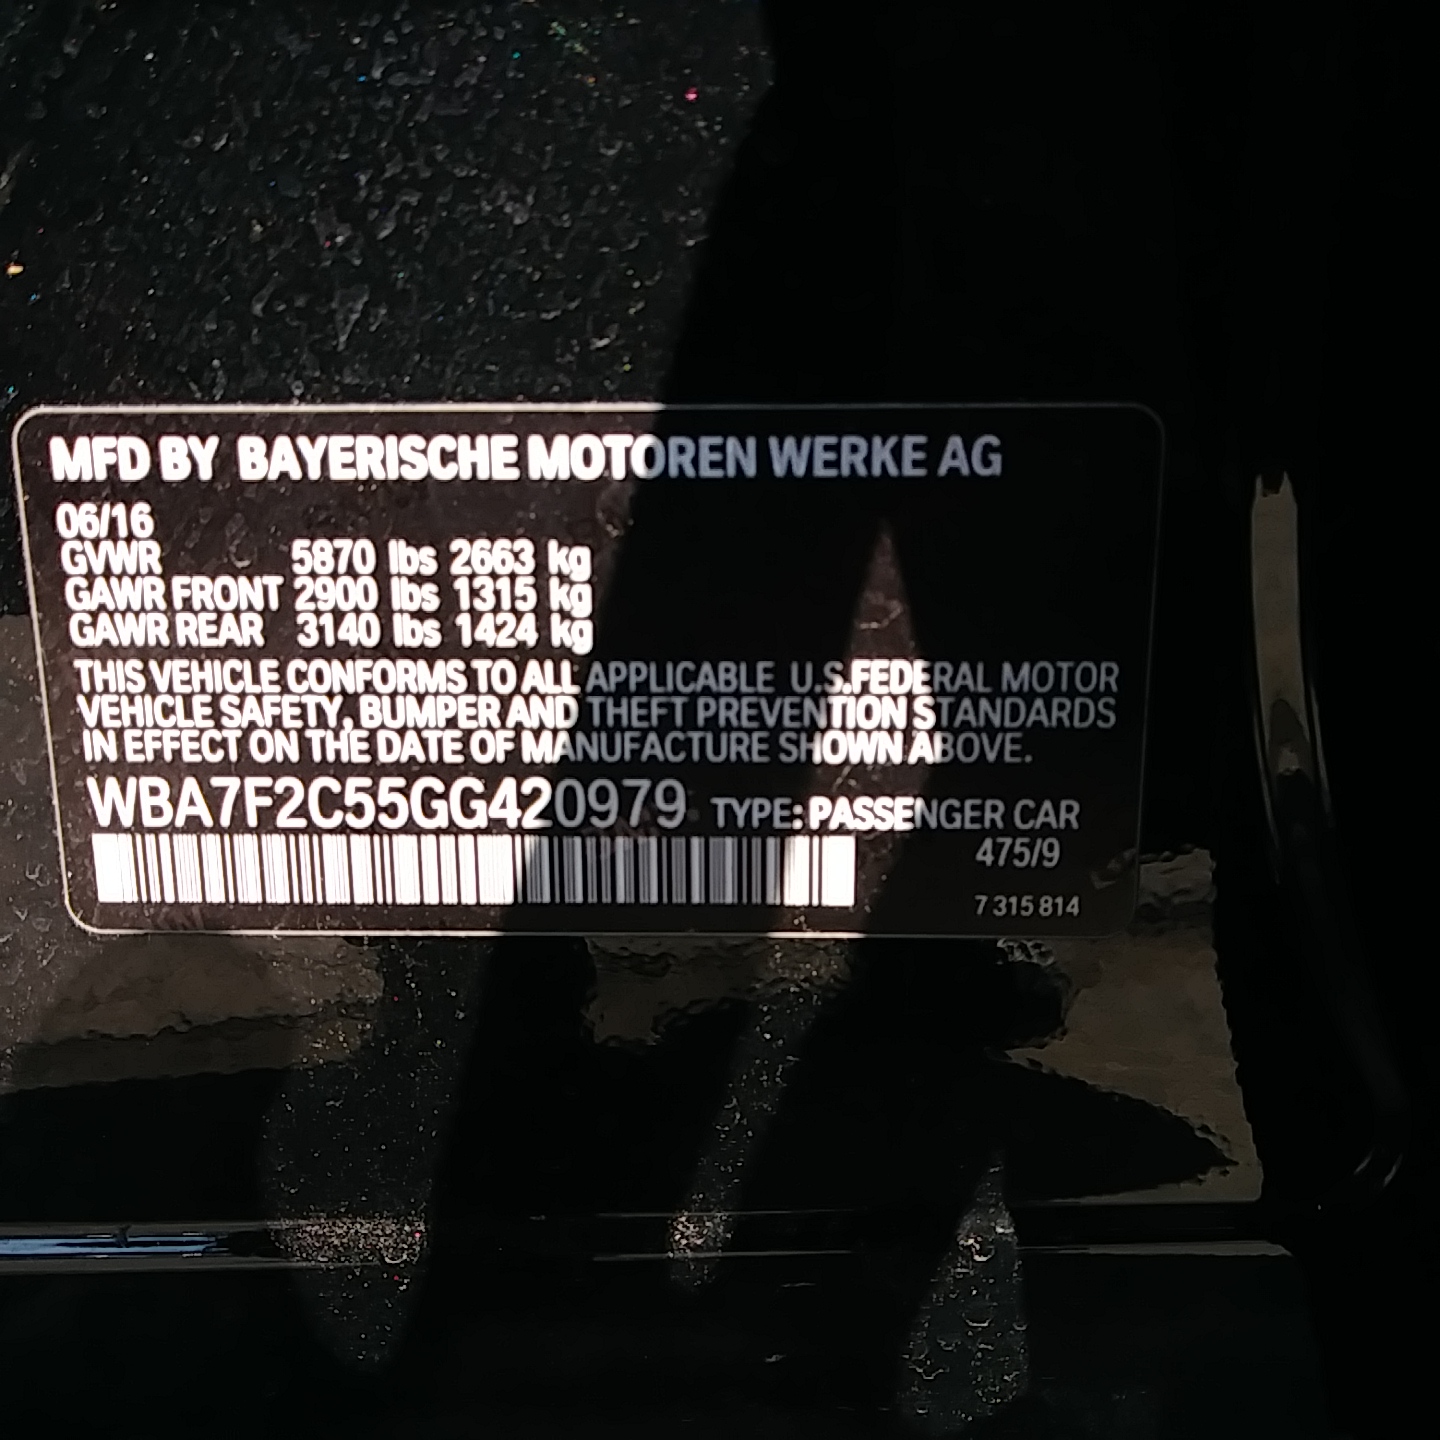 MFD BY BAYERISCHE MOTOREN WERKE AG
06/16
GVWR 5870 lbs 2663 kg
GAWR FRONT 2900 lbs 1315 kg
GAWR REAR 3140 lbs 1424 kg
THIS VEHICLE CONFORMS TO ALL APPLICABLE U.S.FEDERAL MOTOR
VEHICLE SAFETY, BUMPER AND THEFT PREVENTION STANDARDS
IN EFFECT ON THE DATE OF MANUFACTURE SHOWN ABOVE.
WBA7F2C55GG420979 TYPE: PASSENGER CAR
475/9
7 315 814